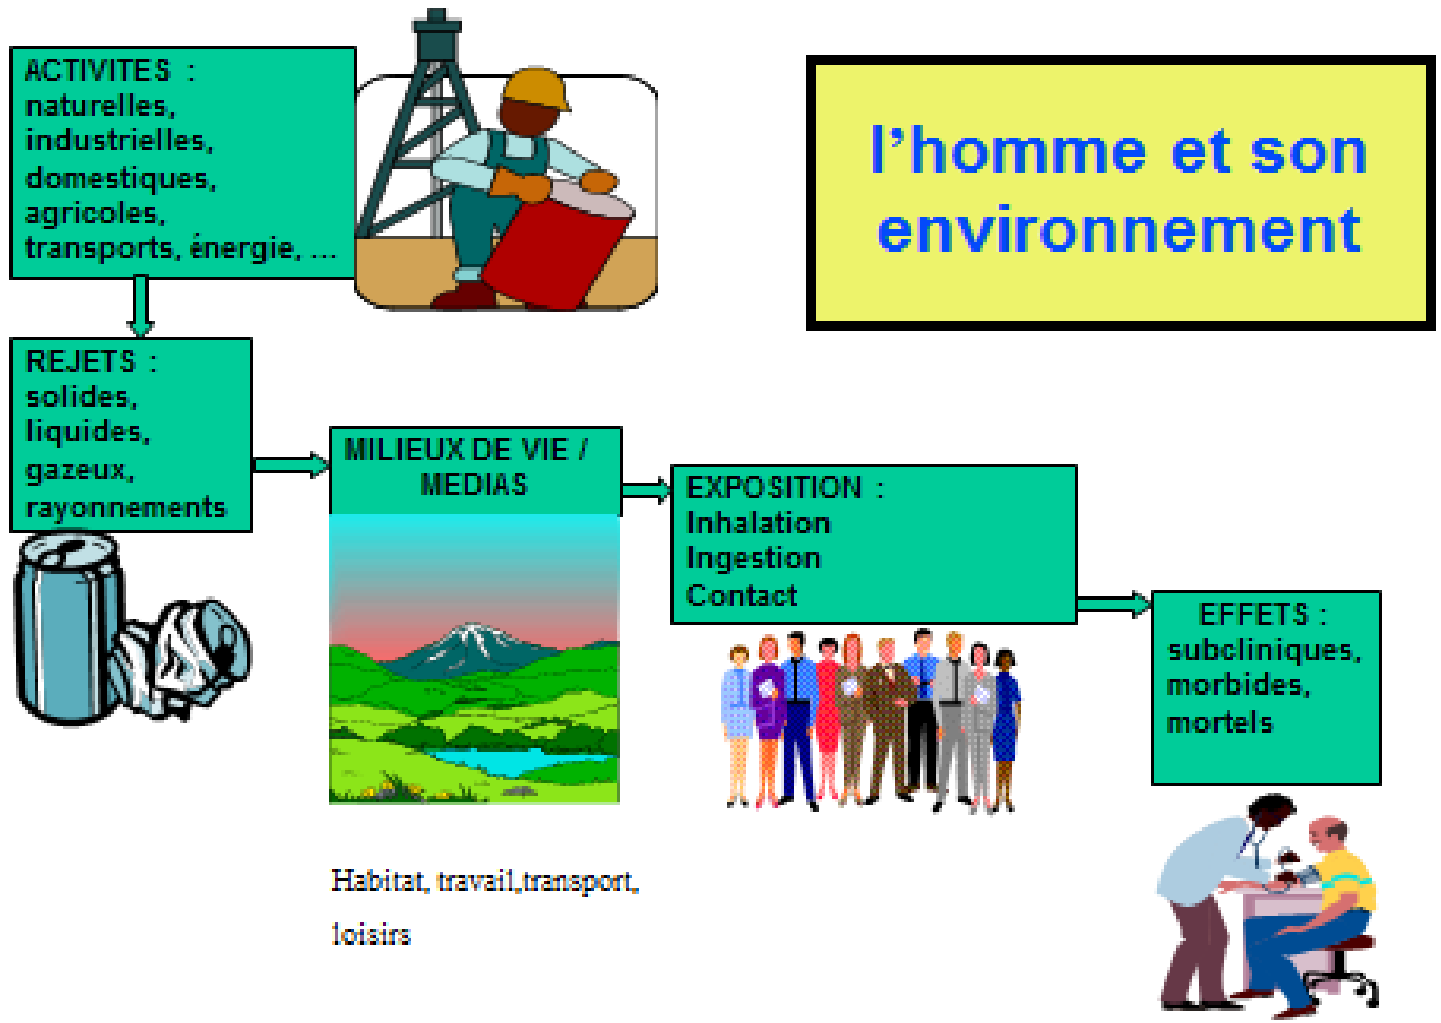 ACTIVITES :
naturelles,
industrielles,
domestiques,
agricoles,
transports, énergie, ...
l’homme et son
environnement
REJETS :
solides,
liquides,
gazeux,
rayonnements
MILIEUX DE VIE /
MEDIAS
EXPOSITION :
Inhalation
Ingestion
Contact
EFFETS :
subcliniques,
morbides,
mortels
Habitat, travail,transport,
loisirs